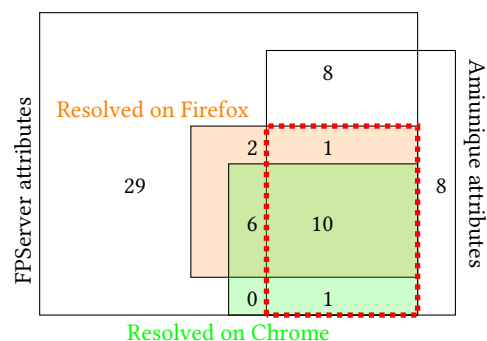 8
Resolved on Firefox
2
1
FPServer attributes
29
8
Amiunique attributes
6
10
0
1
Resolved on Chrome